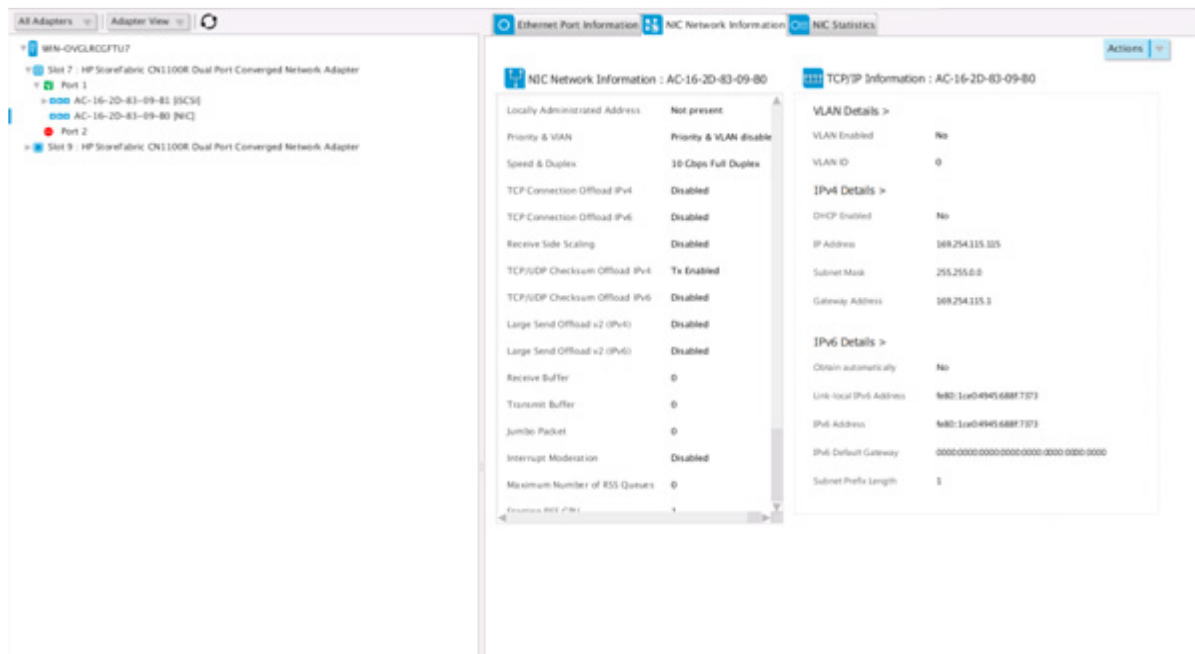 All Adapters
Adapter View
WIN-OVGLRCGFTU7
Slot 7 : HP StoreFabric CN1100R Dual Port Converged Network Adapter
Port 1
AC-16-2D-83-09-B1 [iSCSI]
AC-16-2D-83-09-B0 [NIC]
Port 2
Slot 9 : HP StoreFabric CN1100R Dual Port Converged Network Adapter
Ethernet Port Information
NIC Network Information
NIC Statistics
Actions
NIC Network Information : AC-16-2D-83-09-B0
Locally Administrated Address Not present
Priority & VLAN Priority & VLAN disable
Speed & Duplex 10 Gbps Full Duplex
TCP Connection Offload IPv4 Disabled
TCP Connection Offload IPv6 Disabled
Receive Side Scaling Disabled
TCP/UDP Checksum Offload IPv4 Tx Enabled
TCP/UDP Checksum Offload IPv6 Disabled
Large Send Offload v2 (IPv4) Disabled
Large Send Offload v2 (IPv6) Disabled
Receive Buffer 0
Transmit Buffer 0
Jumbo Packet 0
Interrupt Moderation Disabled
Maximum Number of RSS Queues 0
RSS CPU
TCP/IP Information : AC-16-2D-83-09-B0
VLAN Details >
VLAN Enabled No
VLAN ID 0
IPv4 Details >
DHCP Enabled No
IP Address 169.254.115.115
Subnet Mask 255.255.0.0
Gateway Address 169.254.115.1
IPv6 Details >
Obtain automatically No
Link-local IPv6 Address
IPv6 Address
IPv6 Default Gateway 0000:0000:0000:0000:0000:0000:0000:0000
Subnet Prefix Length 1